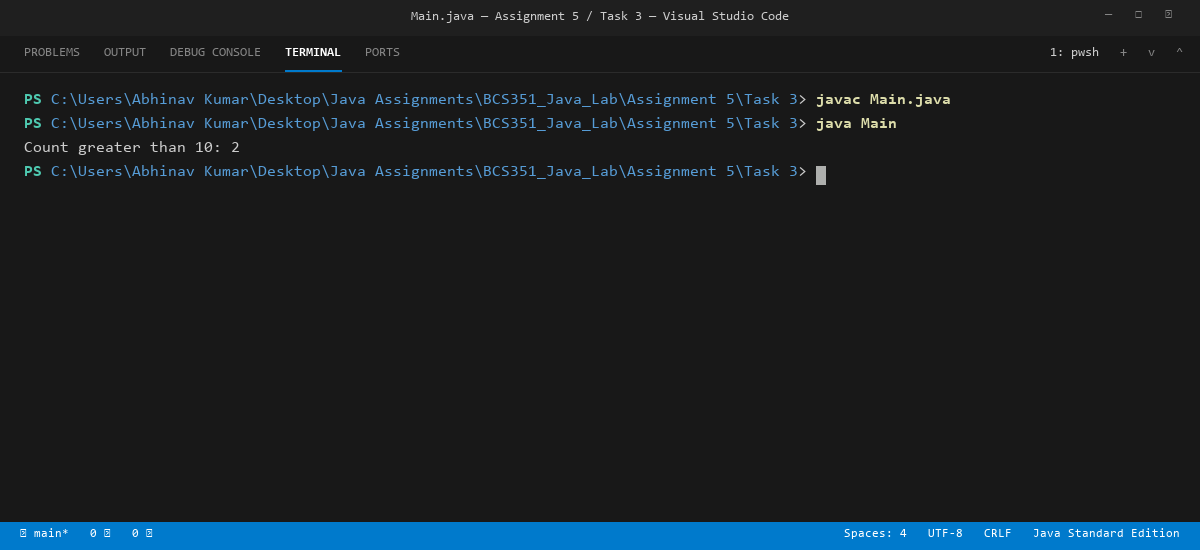 Main.java — Assignment 5 / Task 3 — Visual Studio Code
PROBLEMS OUTPUT DEBUG CONSOLE TERMINAL PORTS 1: pwsh + v ^
PS C:\Users\Abhinav Kumar\Desktop\Java Assignments\BCS351_Java_Lab\Assignment 5\Task 3> javac Main.java
PS C:\Users\Abhinav Kumar\Desktop\Java Assignments\BCS351_Java_Lab\Assignment 5\Task 3> java Main
Count greater than 10: 2
PS C:\Users\Abhinav Kumar\Desktop\Java Assignments\BCS351_Java_Lab\Assignment 5\Task 3>
main* 0 0 Spaces: 4 UTF-8 CRLF Java Standard Edition